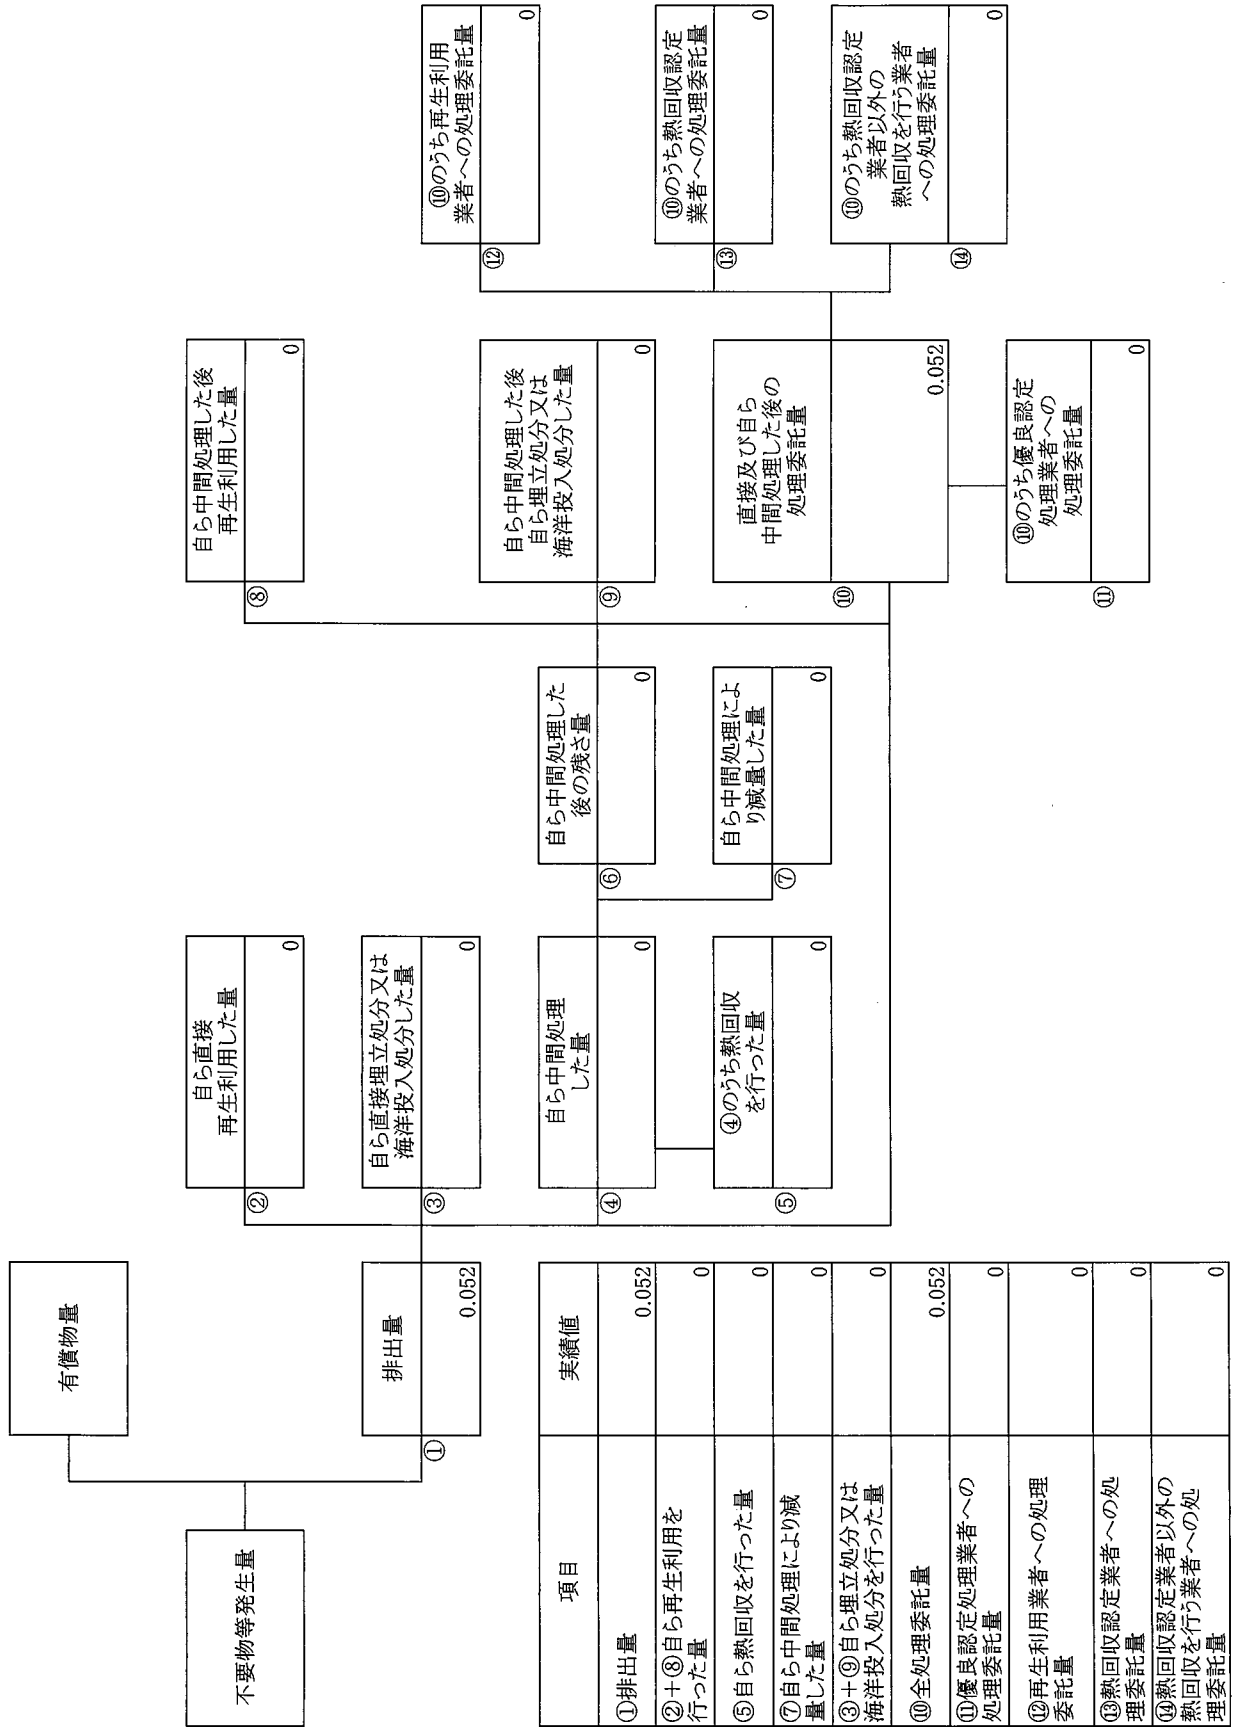 不要物等発生量
有償物量
①
排出量
0.052
②
自ら直接
再生利用した量
0
③
自ら直接埋立処分又は
海洋投入処分した量
0
④
自ら中間処理
した量
0
⑤
④のうち熱回収
を行った量
0
⑥
自ら中間処理した
後の残さ量
0
⑦
自ら中間処理によ
り減量した量
0
⑧
自ら中間処理した後
再生利用した量
0
⑨
自ら中間処理した後
自ら埋立処分又は
海洋投入処分した量
0
⑩
直接及び自ら
中間処理した後の
処理委託量
0.052
⑪
⑩のうち優良認定
処理業者への
処理委託量
0
⑫
⑩のうち再生利用
業者への処理委託量
0
⑬
⑩のうち熱回収認定
業者への処理委託量
0
⑭
⑩のうち熱回収認定
業者以外の
熱回収を行う業者
への処理委託量
0
項目 実績値
①排出量 0.052
②+⑧自ら再生利用を
行った量 0
⑤自ら熱回収を行った量 0
⑦自ら中間処理により減
量した量 0
③+⑨自ら埋立処分又は
海洋投入処分を行った量 0
⑩全処理委託量 0.052
⑪優良認定処理業者への
処理委託量 0
⑫再生利用業者への処理
委託量 0
⑬熱回収認定業者への処
理委託量 0
⑭熱回収認定業者以外の
熱回収を行う業者への処
理委託量 0